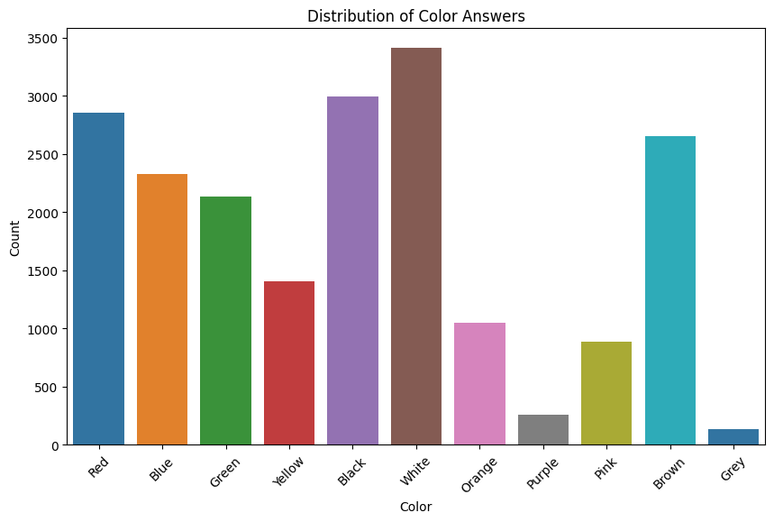 Distribution of Color Answers
3500
3000
2500
2000
1500
1000
500
0
Count
Red Blue Green Yellow Black White Orange Purple Pink Brown Grey
Color